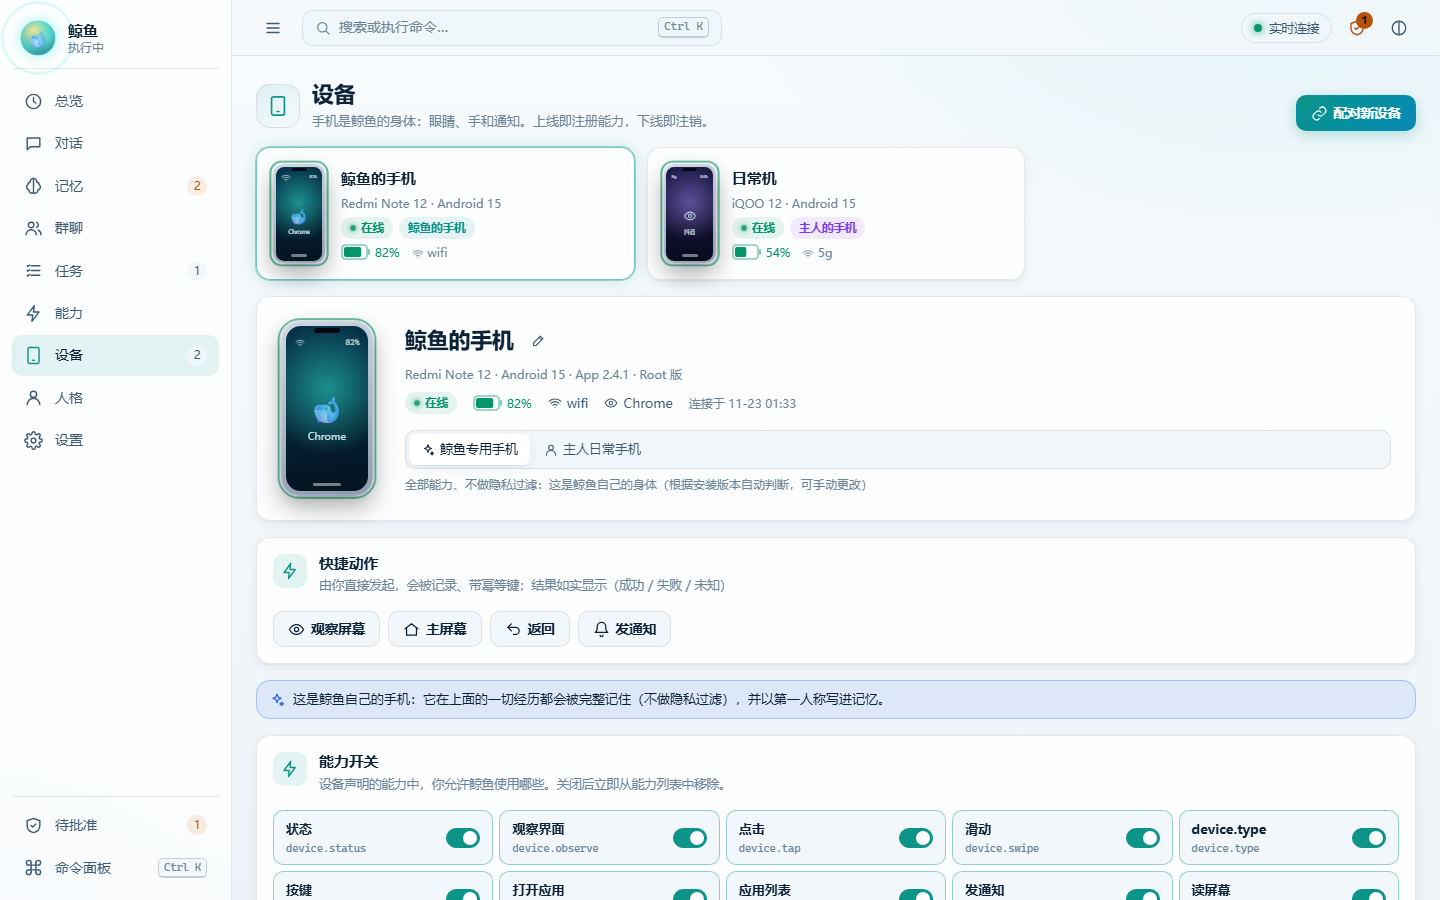 鲸鱼
执行中
总览
对话
记忆 2
群聊
任务 1
能力
设备 2
人格
设置
待批准 1
命令面板 Ctrl K
搜索或执行命令... Ctrl K
实时连接
1
设备
手机是鲸鱼的身体：眼睛、手和通知。上线即注册能力，下线即注销。
配对新设备
82%
Chrome
鲸鱼的手机
Redmi Note 12 · Android 15
在线 鲸鱼的手机
82% wifi
5g 54%
抖音
日常机
iQOO 12 · Android 15
在线 主人的手机
54% 5g
82%
Chrome
鲸鱼的手机
Redmi Note 12 · Android 15 · App 2.4.1 · Root 版
在线 82% wifi Chrome 连接于 11-23 01:33
鲸鱼专用手机 主人日常手机
全部能力、不做隐私过滤：这是鲸鱼自己的身体（根据安装版本自动判断，可手动更改）
快捷动作
由你直接发起，会被记录、带幂等键；结果如实显示（成功 / 失败 / 未知）
观察屏幕 主屏幕 返回 发通知
这是鲸鱼自己的手机：它在上面的一切经历都会被完整记住（不做隐私过滤），并以第一人称写进记忆。
能力开关
设备声明的能力中，你允许鲸鱼使用哪些。关闭后立即从能力列表中移除。
状态 观察界面 点击 滑动 device.type
device.status device.observe device.tap device.swipe device.type
按键 打开应用 应用列表 发通知 读屏幕